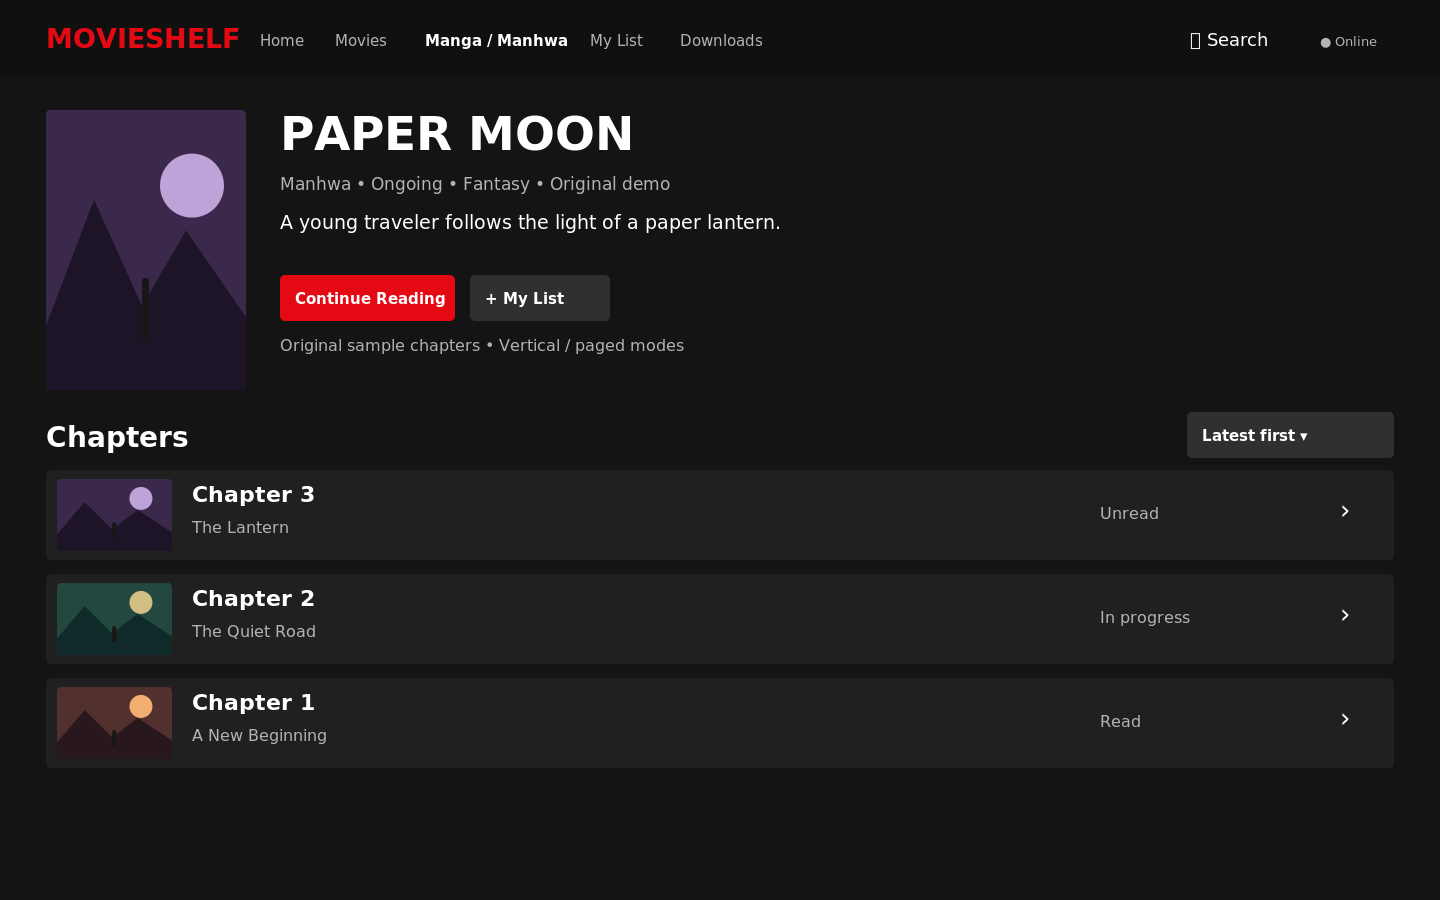 MOVIESHELF Home Movies Manga / Manhwa My List Downloads Search ● Online
PAPER MOON
Manhwa • Ongoing • Fantasy • Original demo
A young traveler follows the light of a paper lantern.
Continue Reading + My List
Original sample chapters • Vertical / paged modes
Chapters Latest first ▾
Chapter 3
The Lantern
Unread ›
Chapter 2
The Quiet Road
In progress ›
Chapter 1
A New Beginning
Read ›